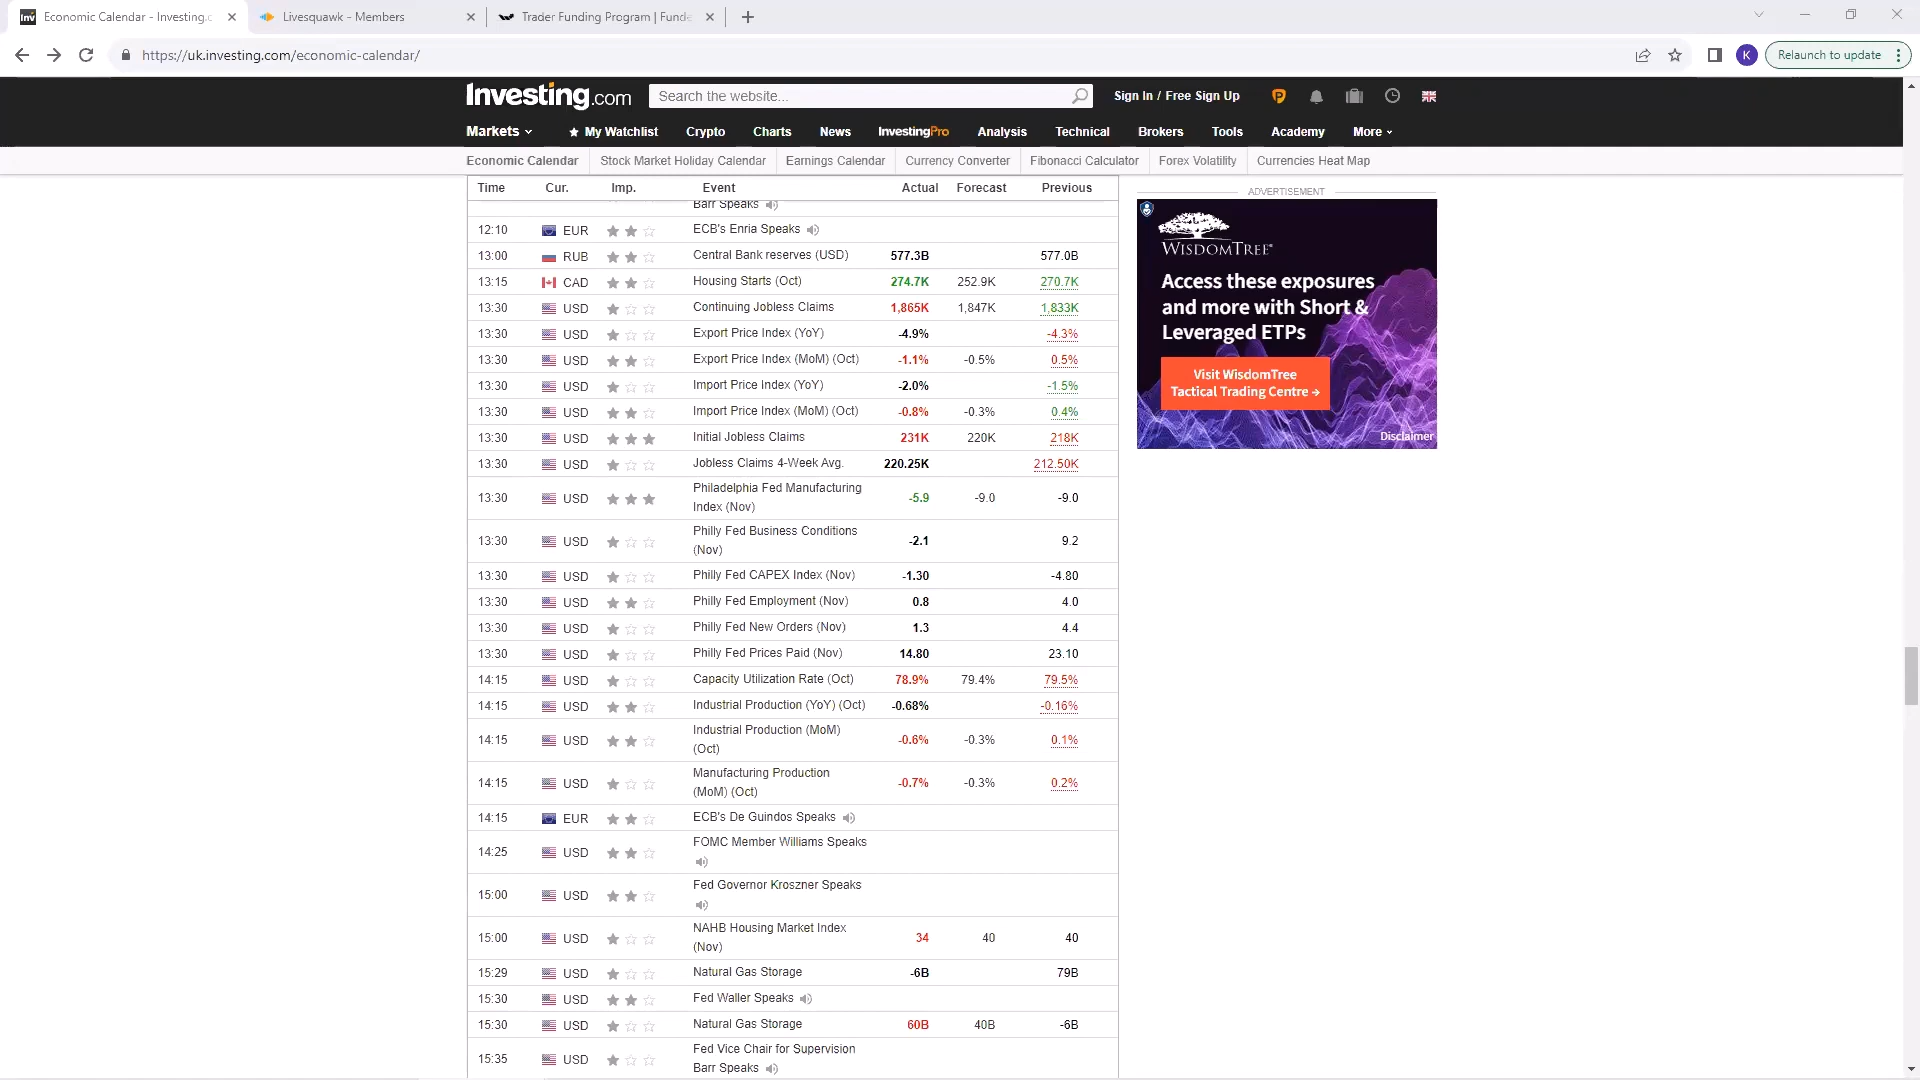 Economic Calendar - Investing.c
Livesquawk - Members
Trader Funding Program | Funde
https://uk.investing.com/economic-calendar/
K
Relaunch to update
Investing.com
Search the website...
Sign In / Free Sign Up
Markets
My Watchlist
Crypto
Charts
News
InvestingPro
Analysis
Technical
Brokers
Tools
Academy
More
Economic Calendar
Stock Market Holiday Calendar
Earnings Calendar
Currency Converter
Fibonacci Calculator
Forex Volatility
Currencies Heat Map
Time Cur. Imp. Event Actual Forecast Previous
Barr Speaks
12:10 EUR ECB's Enria Speaks
13:00 RUB Central Bank reserves (USD) 577.3B 577.0B
13:15 CAD Housing Starts (Oct) 274.7K 252.9K 270.7K
13:30 USD Continuing Jobless Claims 1,865K 1,847K 1,833K
13:30 USD Export Price Index (YoY) -4.9% -4.3%
13:30 USD Export Price Index (MoM) (Oct) -1.1% -0.5% 0.5%
13:30 USD Import Price Index (YoY) -2.0% -1.5%
13:30 USD Import Price Index (MoM) (Oct) -0.8% -0.3% 0.4%
13:30 USD Initial Jobless Claims 231K 220K 218K
13:30 USD Jobless Claims 4-Week Avg. 220.25K 212.50K
13:30 USD Philadelphia Fed Manufacturing -5.9 -9.0 -9.0
Index (Nov)
13:30 USD Philly Fed Business Conditions -2.1 9.2
(Nov)
13:30 USD Philly Fed CAPEX Index (Nov) -1.30 -4.80
13:30 USD Philly Fed Employment (Nov) 0.8 4.0
13:30 USD Philly Fed New Orders (Nov) 1.3 4.4
13:30 USD Philly Fed Prices Paid (Nov) 14.80 23.10
14:15 USD Capacity Utilization Rate (Oct) 78.9% 79.4% 79.5%
14:15 USD Industrial Production (YoY) (Oct) -0.68% -0.16%
14:15 USD Industrial Production (MoM) -0.6% -0.3% 0.1%
(Oct)
14:15 USD Manufacturing Production -0.7% -0.3% 0.2%
(MoM) (Oct)
14:15 EUR ECB's De Guindos Speaks
14:25 USD FOMC Member Williams Speaks
15:00 USD Fed Governor Kroszner Speaks
15:00 USD NAHB Housing Market Index 34 40 40
(Nov)
15:29 USD Natural Gas Storage -6B 79B
15:30 USD Fed Waller Speaks
15:30 USD Natural Gas Storage 60B 40B -6B
15:35 USD Fed Vice Chair for Supervision
Barr Speaks
ADVERTISEMENT
WISDOMTREE®
Access these exposures
and more with Short &
Leveraged ETPs
Visit WisdomTree
Tactical Trading Centre →
Disclaimer